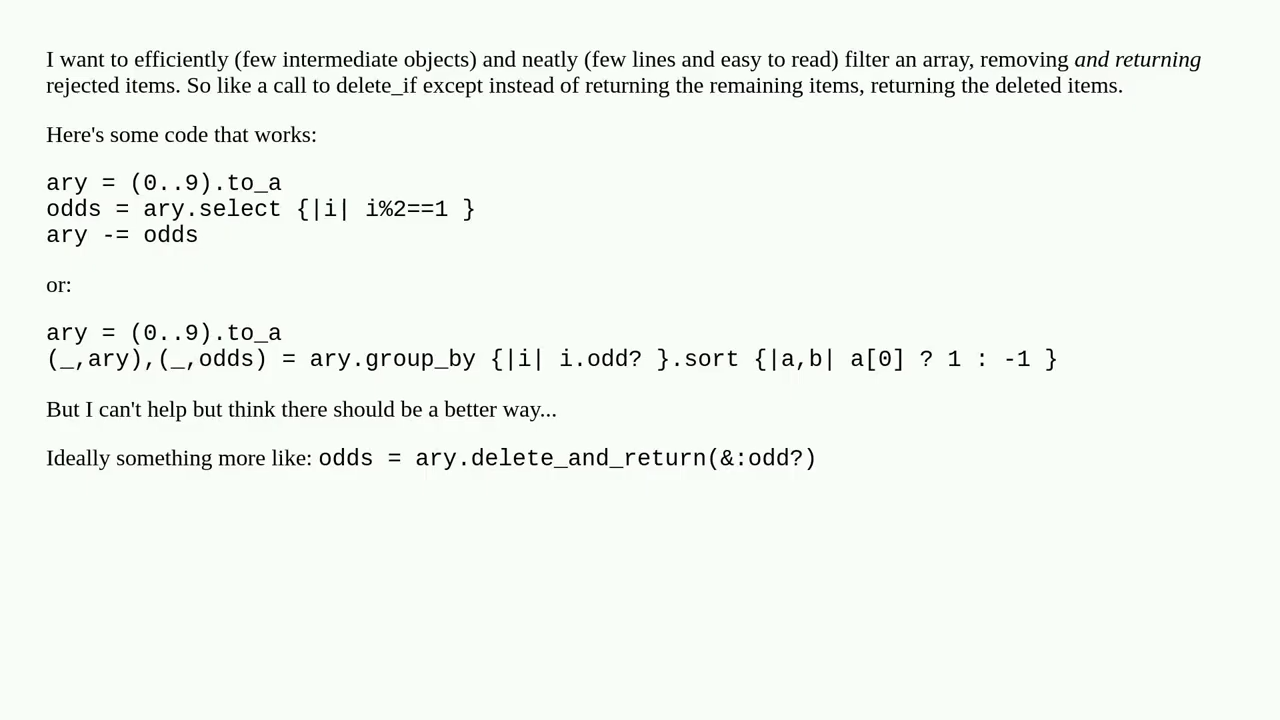 I want to efficiently (few intermediate objects) and neatly (few lines and easy to read) filter an array, removing and returning
rejected items. So like a call to delete_if except instead of returning the remaining items, returning the deleted items.
Here's some code that works:
ary = (0..9).to_a
odds = ary.select {|i| i%2==1 }
ary -= odds
or:
ary = (0..9).to_a
(_,ary),(_,odds) = ary.group_by {|i| i.odd? }.sort {|a,b| a[0] ? 1 : -1 }
But I can't help but think there should be a better way...
Ideally something more like: odds = ary.delete_and_return(&:odd?)